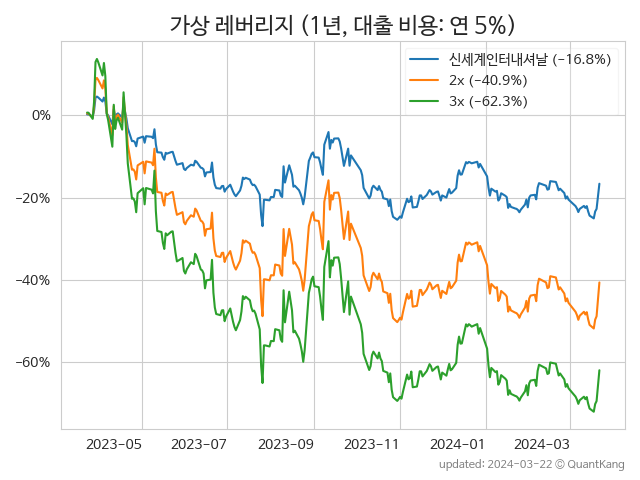 가상 레버리지 (1년, 대출 비용: 연 5%)
신세계인터내셔날 (−16.8%)
2x (−40.9%)
3x (−62.3%)
0%
−20%
−40%
−60%
2023-05 2023-07 2023-09 2023-11 2024-01 2024-03
updated: 2024-03-22 © QuantKang